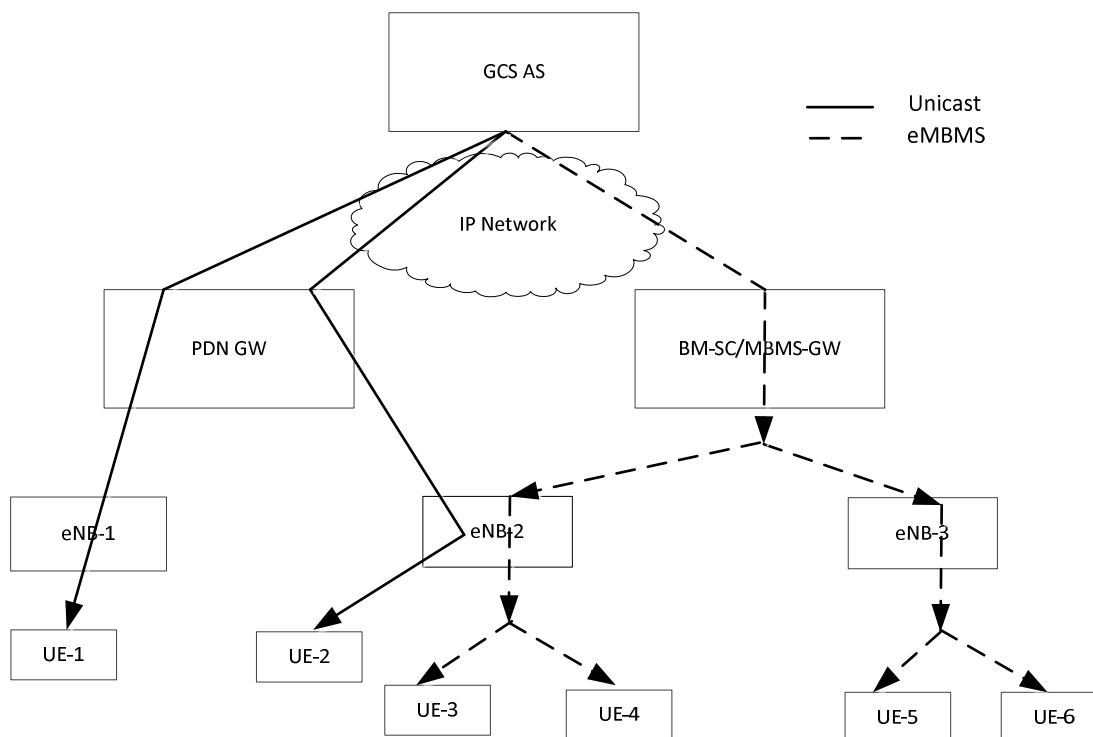 GCS AS
Unicast
eMBMS
IP Network
PDN GW
BM-SC/MBMS-GW
eNB-1
eNB-2
eNB-3
UE-1
UE-2
UE-3
UE-4
UE-5
UE-6